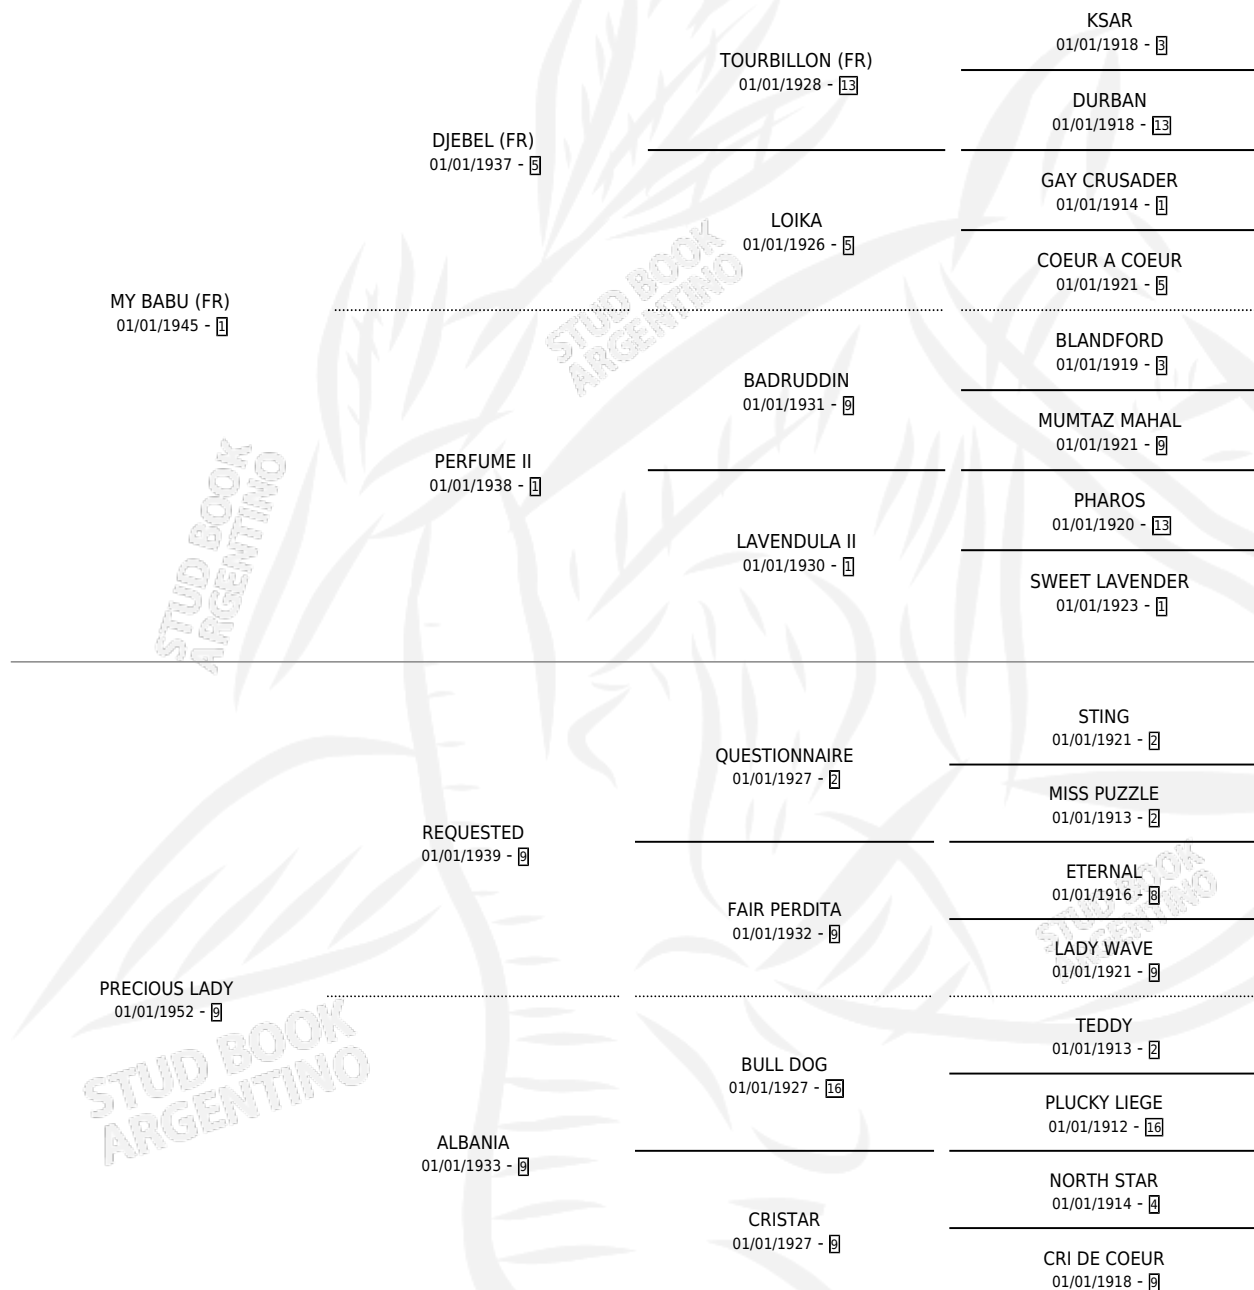 KSAR
01/01/1918 - 3
TOURBILLON (FR)
01/01/1928 - 13
DURBAN
01/01/1918 - 13
DJEBEL (FR)
01/01/1937 - 5
GAY CRUSADER
01/01/1914 - 1
LOIKA
01/01/1926 - 5
COEUR A COEUR
01/01/1921 - 5
MY BABU (FR)
01/01/1945 - 1
BLANDFORD
01/01/1919 - 3
BADRUDDIN
01/01/1931 - 9
MUMTAZ MAHAL
01/01/1921 - 9
PERFUME II
01/01/1938 - 1
PHAROS
01/01/1920 - 13
LAVENDULA II
01/01/1930 - 1
SWEET LAVENDER
01/01/1923 - 1
STUD BOOK
ARGENTINO
STUD BOOK
ARGENTINO
STING
01/01/1921 - 2
QUESTIONNAIRE
01/01/1927 - 2
MISS PUZZLE
01/01/1913 - 2
REQUESTED
01/01/1939 - 9
ETERNAL
01/01/1916 - 8
FAIR PERDITA
01/01/1932 - 9
LADY WAVE
01/01/1921 - 9
STUD BOOK
ARGENTINO
PRECIOUS LADY
01/01/1952 - 9
TEDDY
01/01/1913 - 2
BULL DOG
01/01/1927 - 16
PLUCKY LIEGE
01/01/1912 - 16
ALBANIA
01/01/1933 - 9
NORTH STAR
01/01/1914 - 4
CRISTAR
01/01/1927 - 9
CRI DE COEUR
01/01/1918 - 9
STUD BOOK
ARGENTINO